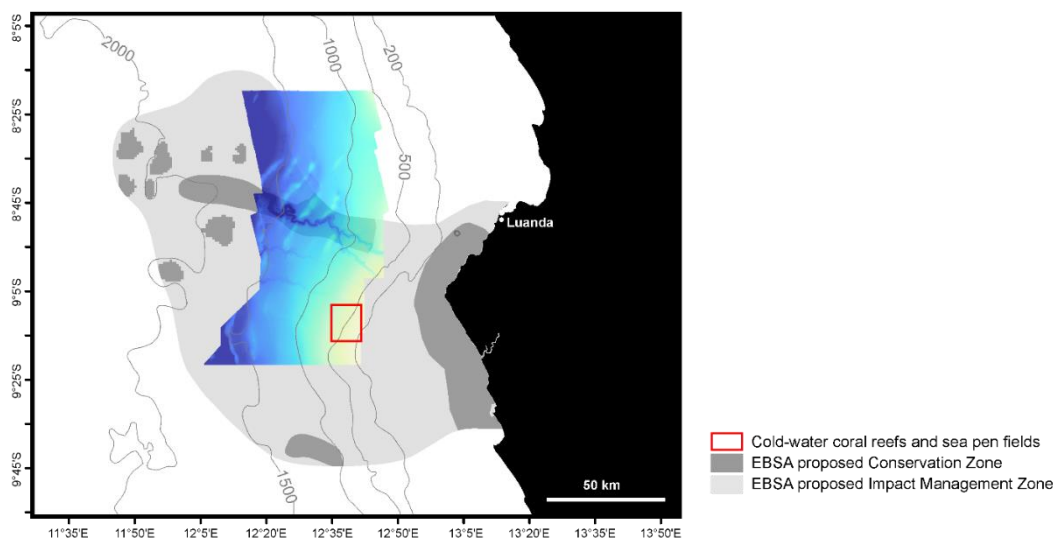 8°5'S
8°25'S
8°45'S
9°5'S
9°25'S
9°45'S
2000
1000
200
500
1500
Luanda
50 km
11°35'E
11°50'E
12°5'E
12°20'E
12°35'E
12°50'E
13°5'E
13°20'E
13°35'E
13°50'E
Cold-water coral reefs and sea pen fields
EBSA proposed Conservation Zone
EBSA proposed Impact Management Zone